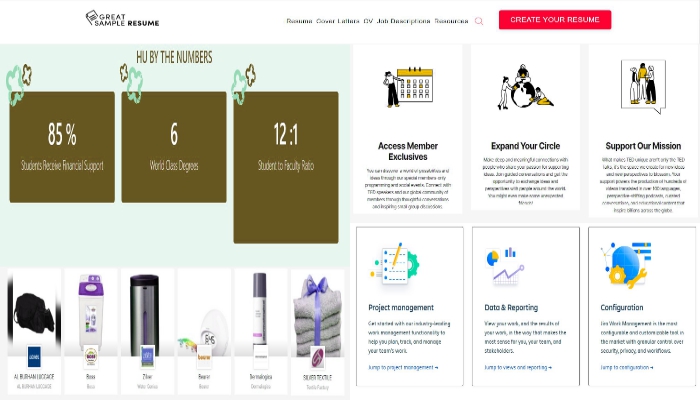 GREAT
SAMPLE RESUME
Resume Cover Letters CV Job Descriptions Resources
CREATE YOUR RESUME
HU BY THE NUMBERS
85 %
Students Receive Financial Support
6
World Class Degrees
12 :1
Student to Faculty Ratio
AL BURHAN LUGGAGE
AL BURHAN LUGGAGE
Boss
Boss
Zilver
Water Coolers
Beurer
Beurer
Dermalogica
Dermalogica
SILVER TEXTILE
Textile Factory
Access Member
Exclusives
You can discover a world of possibilities and
ideas through our special members-only
programming and social events. Connect with
TED speakers and our global community of
members through thoughtful conversations
and inspiring small group discussions.
Expand Your Circle
Make deep and meaningful connections with
people who share your passion for supporting
ideas. Join guided conversations and get the
opportunity to exchange ideas and
perspectives with people around the world.
You might even make some unexpected
Support Our Mission
What makes TED unique aren't only the TED
talks, it's the space we create for new ideas
and new perspectives to blossom. Your
support powers the production of hundreds of
videos translated in over 100 languages,
perspective-shifting podcasts, curated
conversations, and educational content that
inspire billions across the globe.
Project management
Get started with our industry-leading
work management functionality to
help you plan, track, and manage
your team's work.
Jump to project management →
Data & Reporting
View your work, and the results of
your work, in the way that makes the
most sense for you, your team, and
stakeholders.
Jump to views and reporting →
Configuration
Jira Work Management is the most
configurable and customizable tool in
the market with granular control over
security, privacy, and workflows.
Jump to configuration →